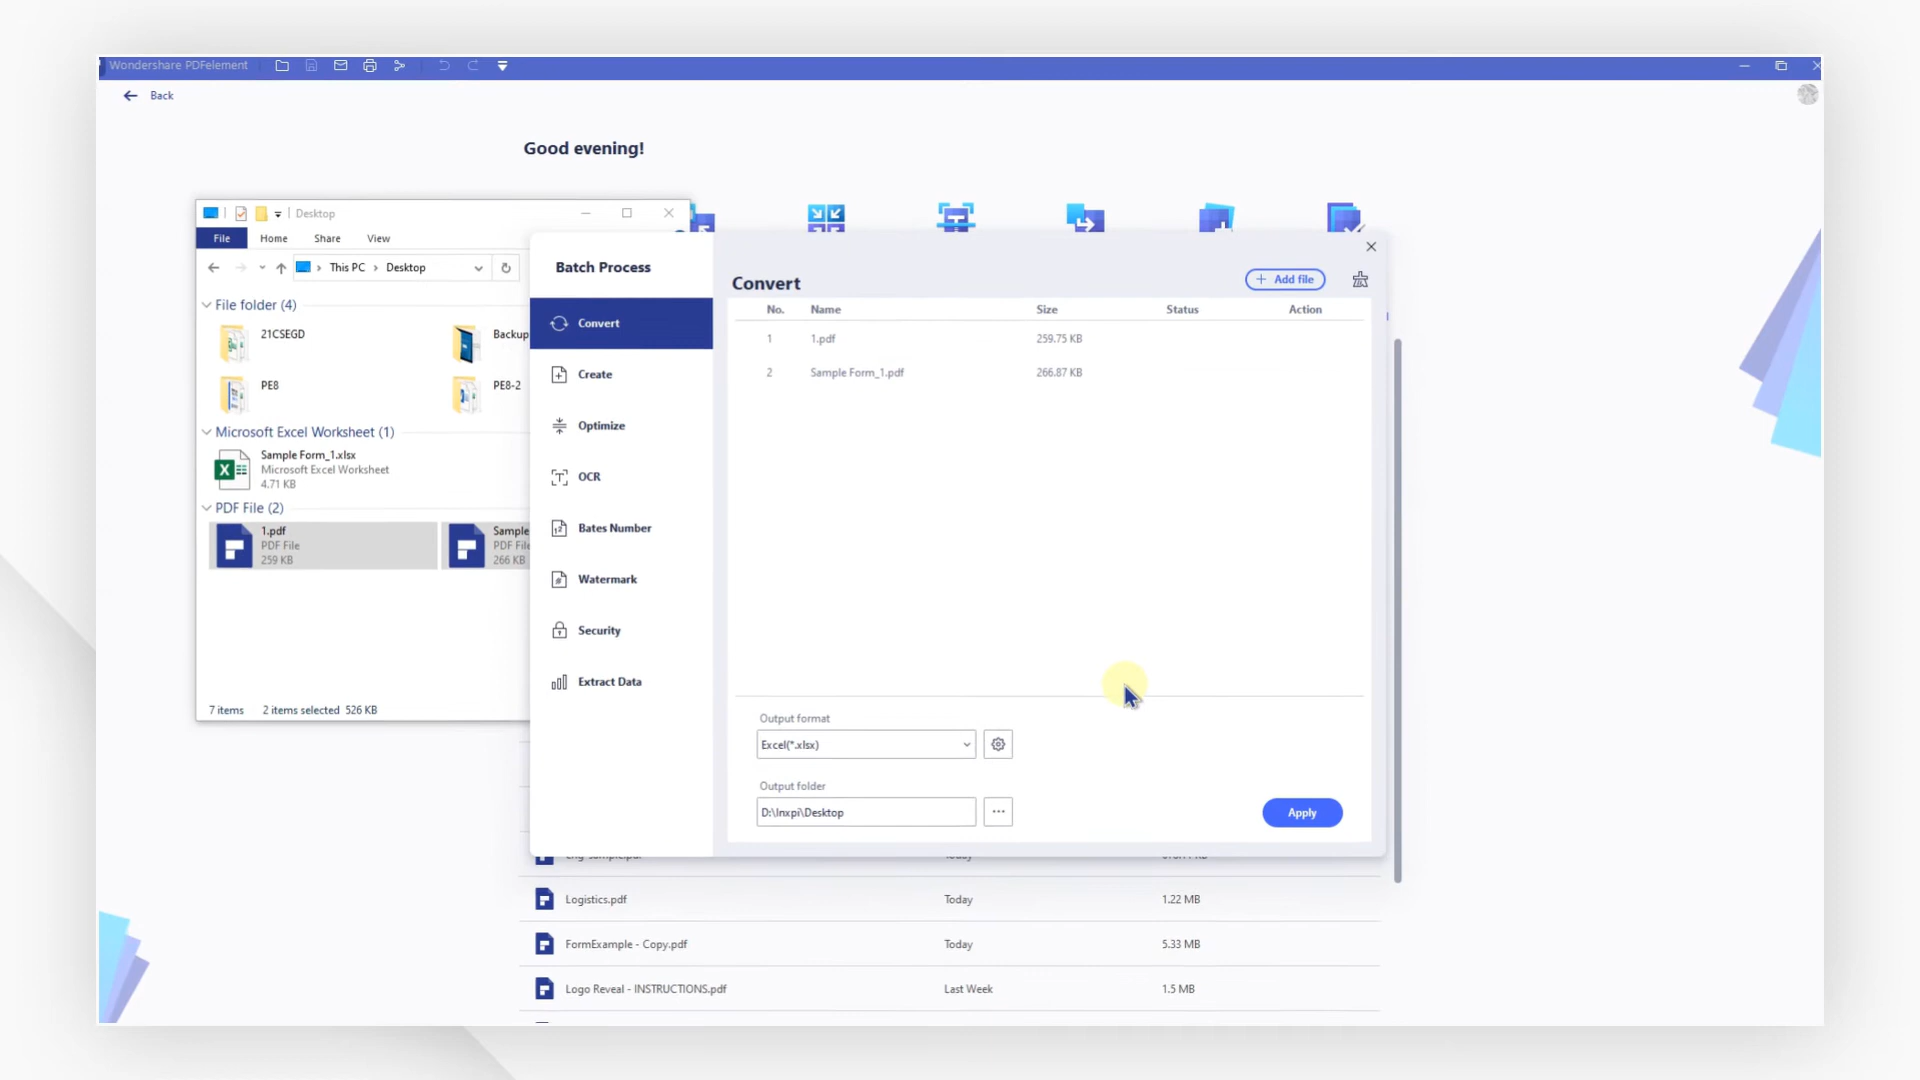 Wondershare PDFelement
Back
Good evening!
Desktop
File Home Share View
This PC > Desktop
File folder (4)
21CSEGD
Backup
PE8
PE8-2
Microsoft Excel Worksheet (1)
Sample Form_1.xlsx
Microsoft Excel Worksheet
4.71 KB
PDF File (2)
1.pdf
PDF File
259 KB
Sample
PDF File
266 KB
7 items 2 items selected 526 KB
Batch Process
Convert
Create
Optimize
OCR
Bates Number
Watermark
Security
Extract Data
Convert
+ Add file
No. Name Size Status Action
1 1.pdf 259.75 KB
2 Sample Form_1.pdf 266.87 KB
Output format
Excel(*.xlsx)
Output folder
D:\lnxpi\Desktop
Apply
Logistics.pdf Today 1.22 MB
FormExample - Copy.pdf Today 5.33 MB
Logo Reveal - INSTRUCTIONS.pdf Last Week 1.5 MB